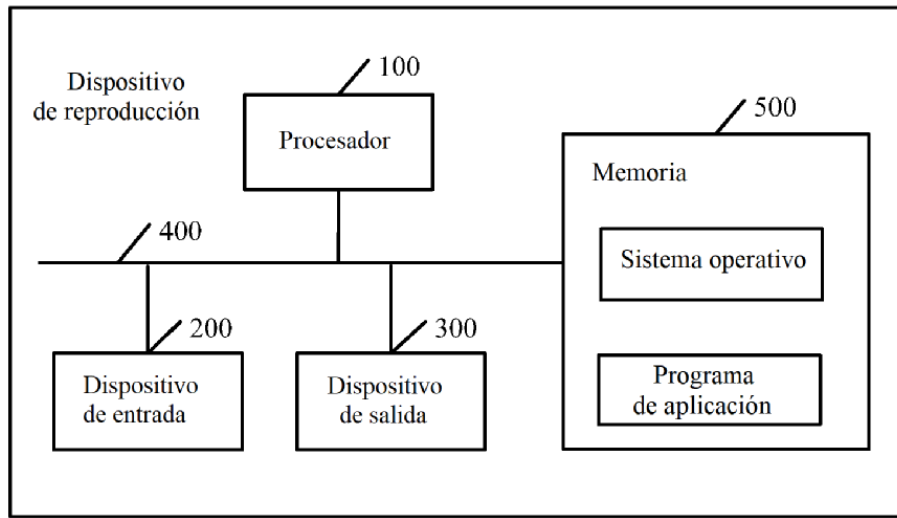 Dispositivo
de reproducción
100
Procesador
500
Memoria
Sistema operativo
Programa
de aplicación
400
200
Dispositivo
de entrada
300
Dispositivo
de salida